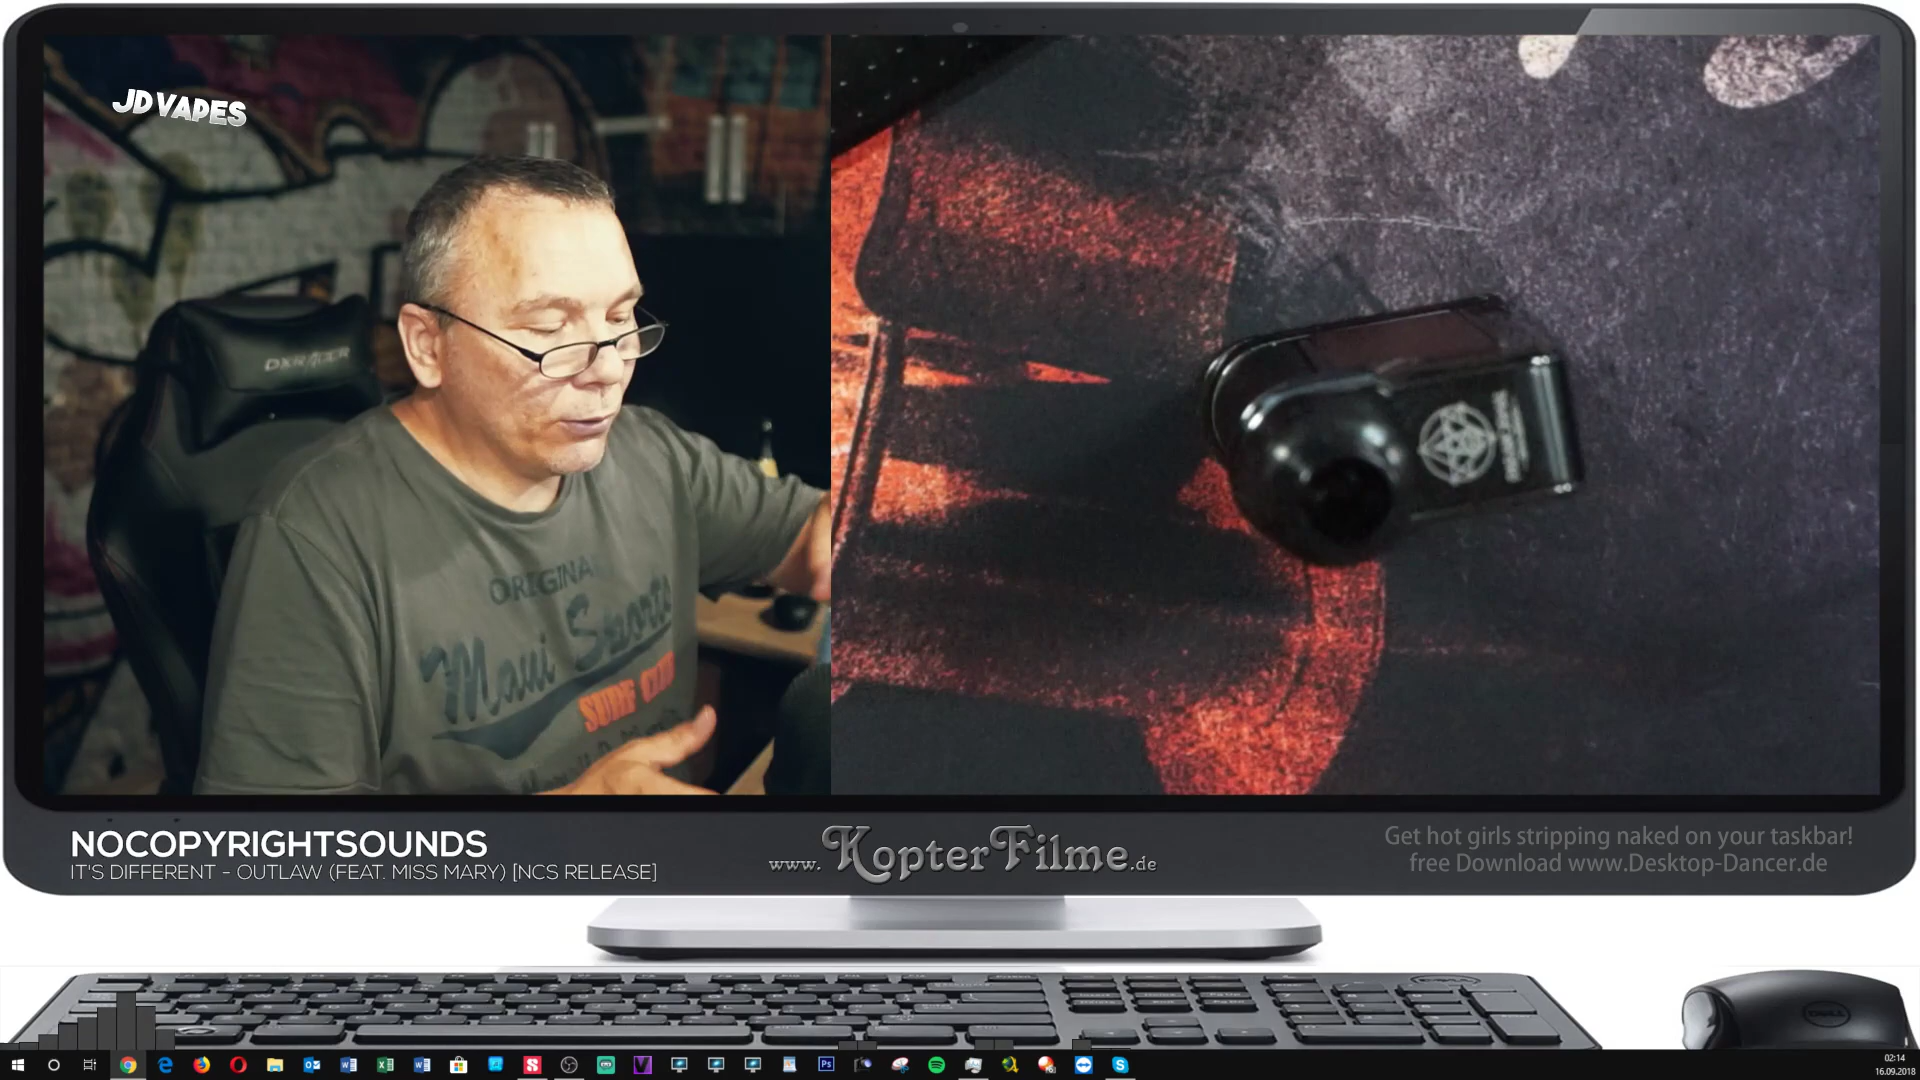 JD VAPES
DXRACER
ORIGINAL
Maui Sports
SURF CUP
NOCOPYRIGHTSOUNDS
IT'S DIFFERENT - OUTLAW (FEAT. MISS MARY) [NCS RELEASE]
www.KopterFilme.de
Get hot girls stripping naked on your taskbar!
free Download www.Desktop-Dancer.de
DELL
02:14
16.09.2018